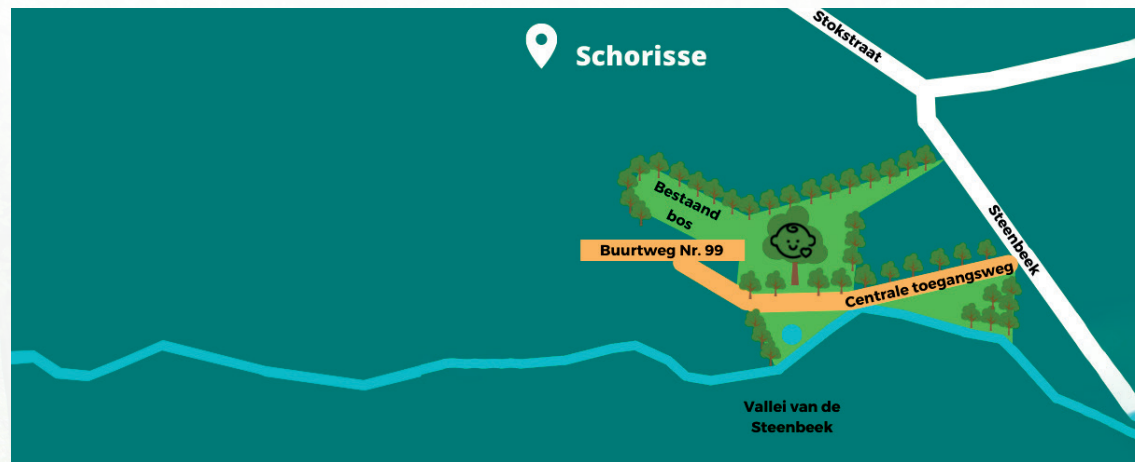 Stokstraat
Schorisse
Bestaand
bos
Steenbeek
Buurtweg Nr. 99
Centrale toegangsweg
Vallei van de
Steenbeek